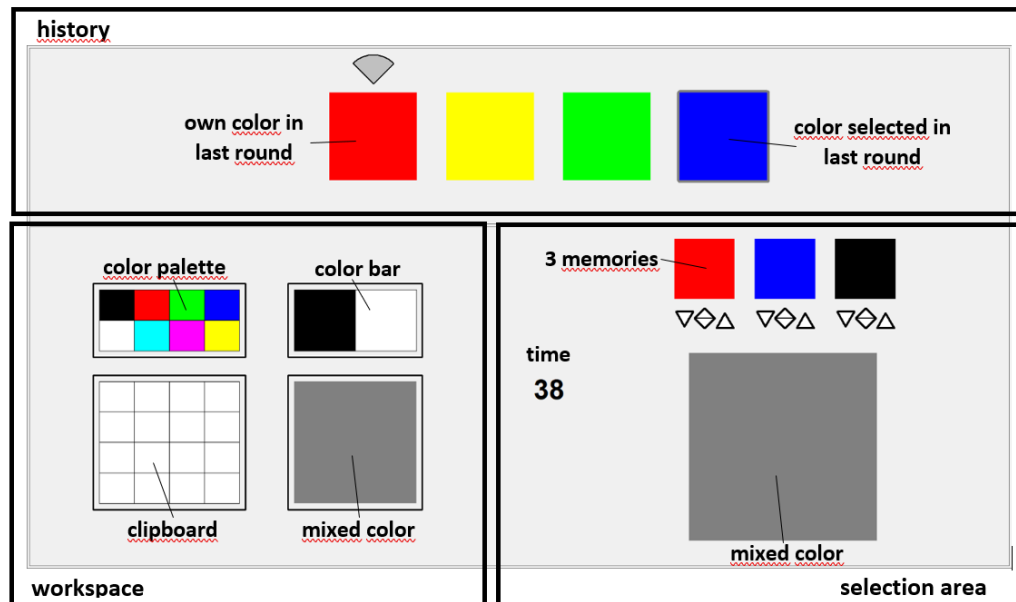 history
own color in
last round
color selected in
last round
color palette
color bar
3 memories
time
38
clipboard
mixed color
mixed color
workspace
selection area